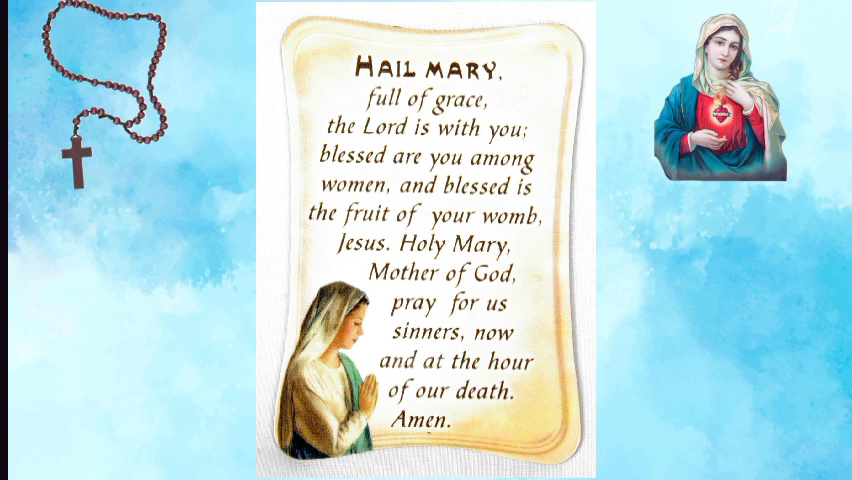 HAIL MARY,
full of grace,
the Lord is with you;
blessed are you among
women, and blessed is
the fruit of your womb,
Jesus. Holy Mary,
Mother of God,
pray for us
sinners, now
and at the hour
of our death.
Amen.